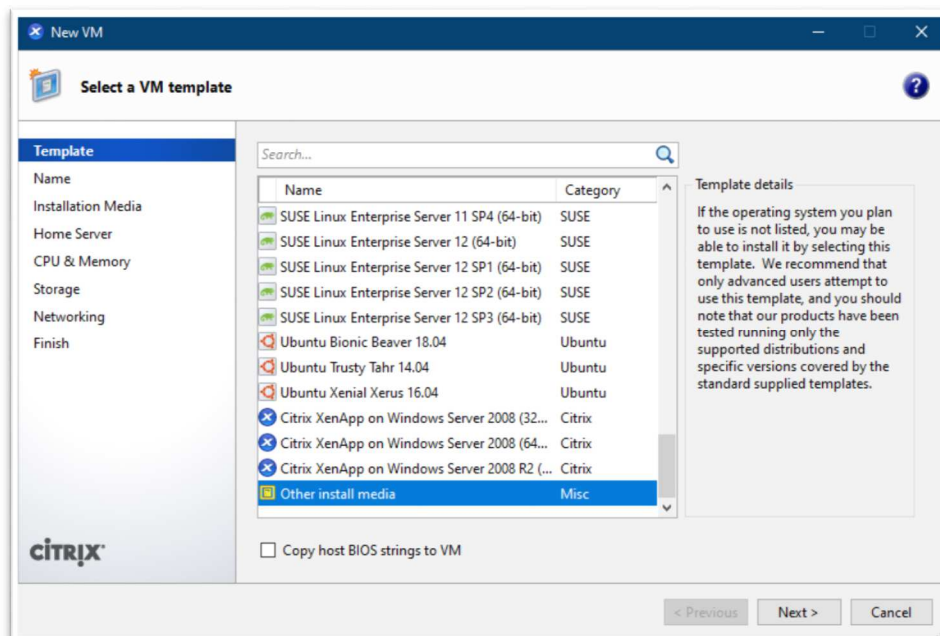 New VM
Select a VM template
?
Template
Name
Installation Media
Home Server
CPU & Memory
Storage
Networking
Finish
CİTRIX
Search...
Name Category
SUSE Linux Enterprise Server 11 SP4 (64-bit) SUSE
SUSE Linux Enterprise Server 12 (64-bit) SUSE
SUSE Linux Enterprise Server 12 SP1 (64-bit) SUSE
SUSE Linux Enterprise Server 12 SP2 (64-bit) SUSE
SUSE Linux Enterprise Server 12 SP3 (64-bit) SUSE
Ubuntu Bionic Beaver 18.04 Ubuntu
Ubuntu Trusty Tahr 14.04 Ubuntu
Ubuntu Xenial Xerus 16.04 Ubuntu
Citrix XenApp on Windows Server 2008 (32... Citrix
Citrix XenApp on Windows Server 2008 (64... Citrix
Citrix XenApp on Windows Server 2008 R2 (... Citrix
Other install media Misc
Copy host BIOS strings to VM
Template details
If the operating system you plan
to use is not listed, you may be
able to install it by selecting this
template. We recommend that
only advanced users attempt to
use this template, and you should
note that our products have been
tested running only the
supported distributions and
specific versions covered by the
standard supplied templates.
< Previous Next > Cancel